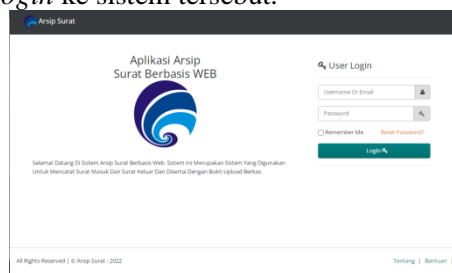 login ke sistem tersebut.
Arsip Surat
Aplikasi Arsip
Surat Berbasis WEB
Selamat Datang Di Sistem Arsip Surat Berbasis Web. Sistem Ini Merupakan Sistem Yang Digunakan
Untuk Mencatat Surat Masuk Dan Surat Keluar Dan Disertai Dengan Bukti Upload Berkas
User Login
Username Or Email
Password
Remember Me Reset Password?
Login
All Rights Reserved | © Arsip Surat - 2022
Tentang | Bantuan |